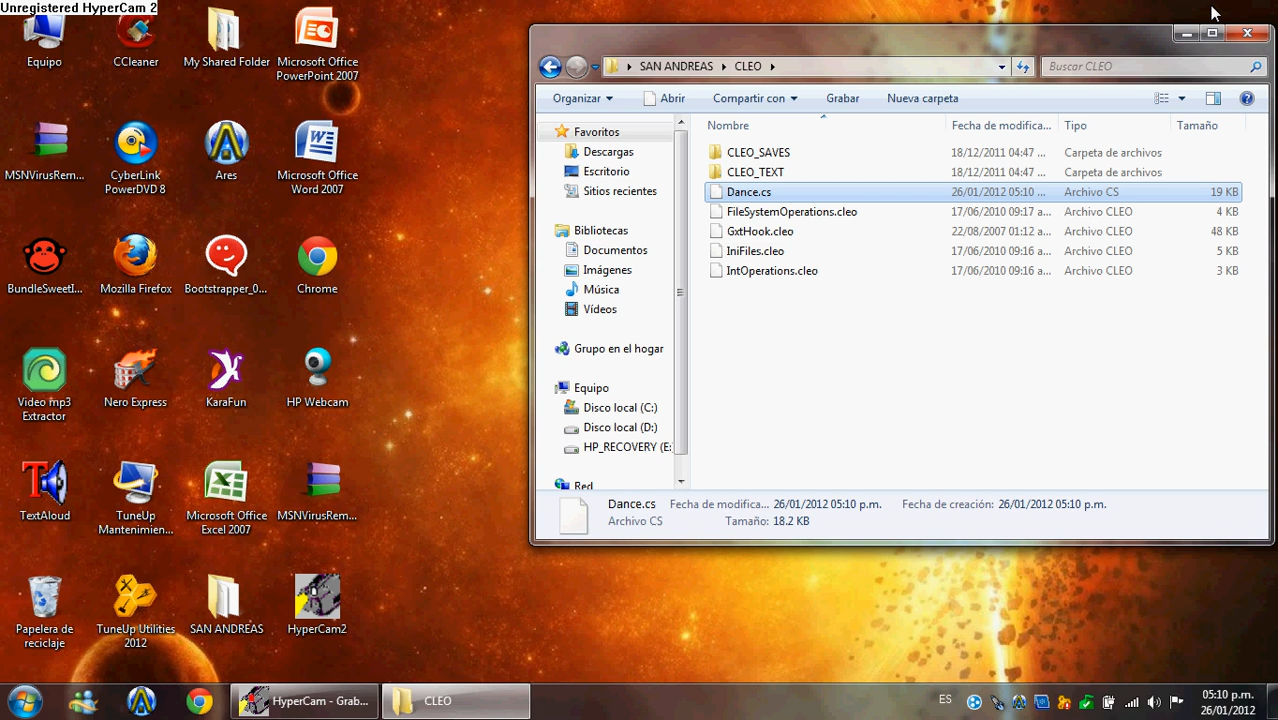 Unregistered HyperCam 2
Equipo
CCleaner
My Shared Folder
Microsoft Office
PowerPoint 2007
MSNVirusRem...
CyberLink
PowerDVD 8
Ares
Microsoft Office
Word 2007
BundleSweetI...
Mozilla Firefox
Bootstrapper_0...
Chrome
Video mp3
Extractor
Nero Express
KaraFun
HP Webcam
TextAloud
TuneUp
Mantenimien...
Microsoft Office
Excel 2007
MSNVirusRem...
Papelera de
reciclaje
TuneUp Utilities
2012
SAN ANDREAS
HyperCam2
SAN ANDREAS
CLEO
Buscar CLEO
Organizar
Abrir
Compartir con
Grabar
Nueva carpeta
Favoritos
Descargas
Escritorio
Sitios recientes
Bibliotecas
Documentos
Imágenes
Música
Vídeos
Grupo en el hogar
Equipo
Disco local (C:)
Disco local (D:)
HP_RECOVERY (E:
Red
Nombre Fecha de modifica... Tipo Tamaño
CLEO_SAVES 18/12/2011 04:47 ... Carpeta de archivos
CLEO_TEXT 18/12/2011 04:47 ... Carpeta de archivos
Dance.cs 26/01/2012 05:10 ... Archivo CS 19 KB
FileSystemOperations.cleo 17/06/2010 09:17 a... Archivo CLEO 4 KB
GxtHook.cleo 22/08/2007 01:12 a... Archivo CLEO 48 KB
IniFiles.cleo 17/06/2010 09:16 a... Archivo CLEO 5 KB
IntOperations.cleo 17/06/2010 09:16 a... Archivo CLEO 3 KB
Dance.cs Fecha de modifica... 26/01/2012 05:10 p.m. Fecha de creación: 26/01/2012 05:10 p.m.
Archivo CS Tamaño: 18.2 KB
HyperCam - Grab...
CLEO
ES
05:10 p.m.
26/01/2012